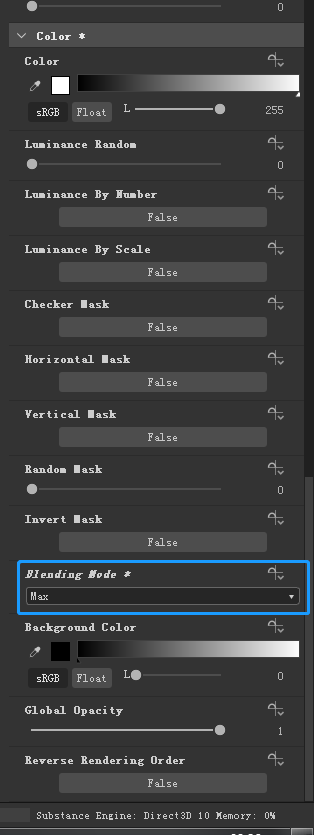 0
Color *
Color
sRGB Float L 255
Luminance Random
0
Luminance By Number
False
Luminance By Scale
False
Checker Mask
False
Horizontal Mask
False
Vertical Mask
False
Random Mask
0
Invert Mask
False
Blending Mode *
Max
Background Color
sRGB Float L 0
Global Opacity
1
Reverse Rendering Order
False
Substance Engine: Direct3D 10 Memory: 0%